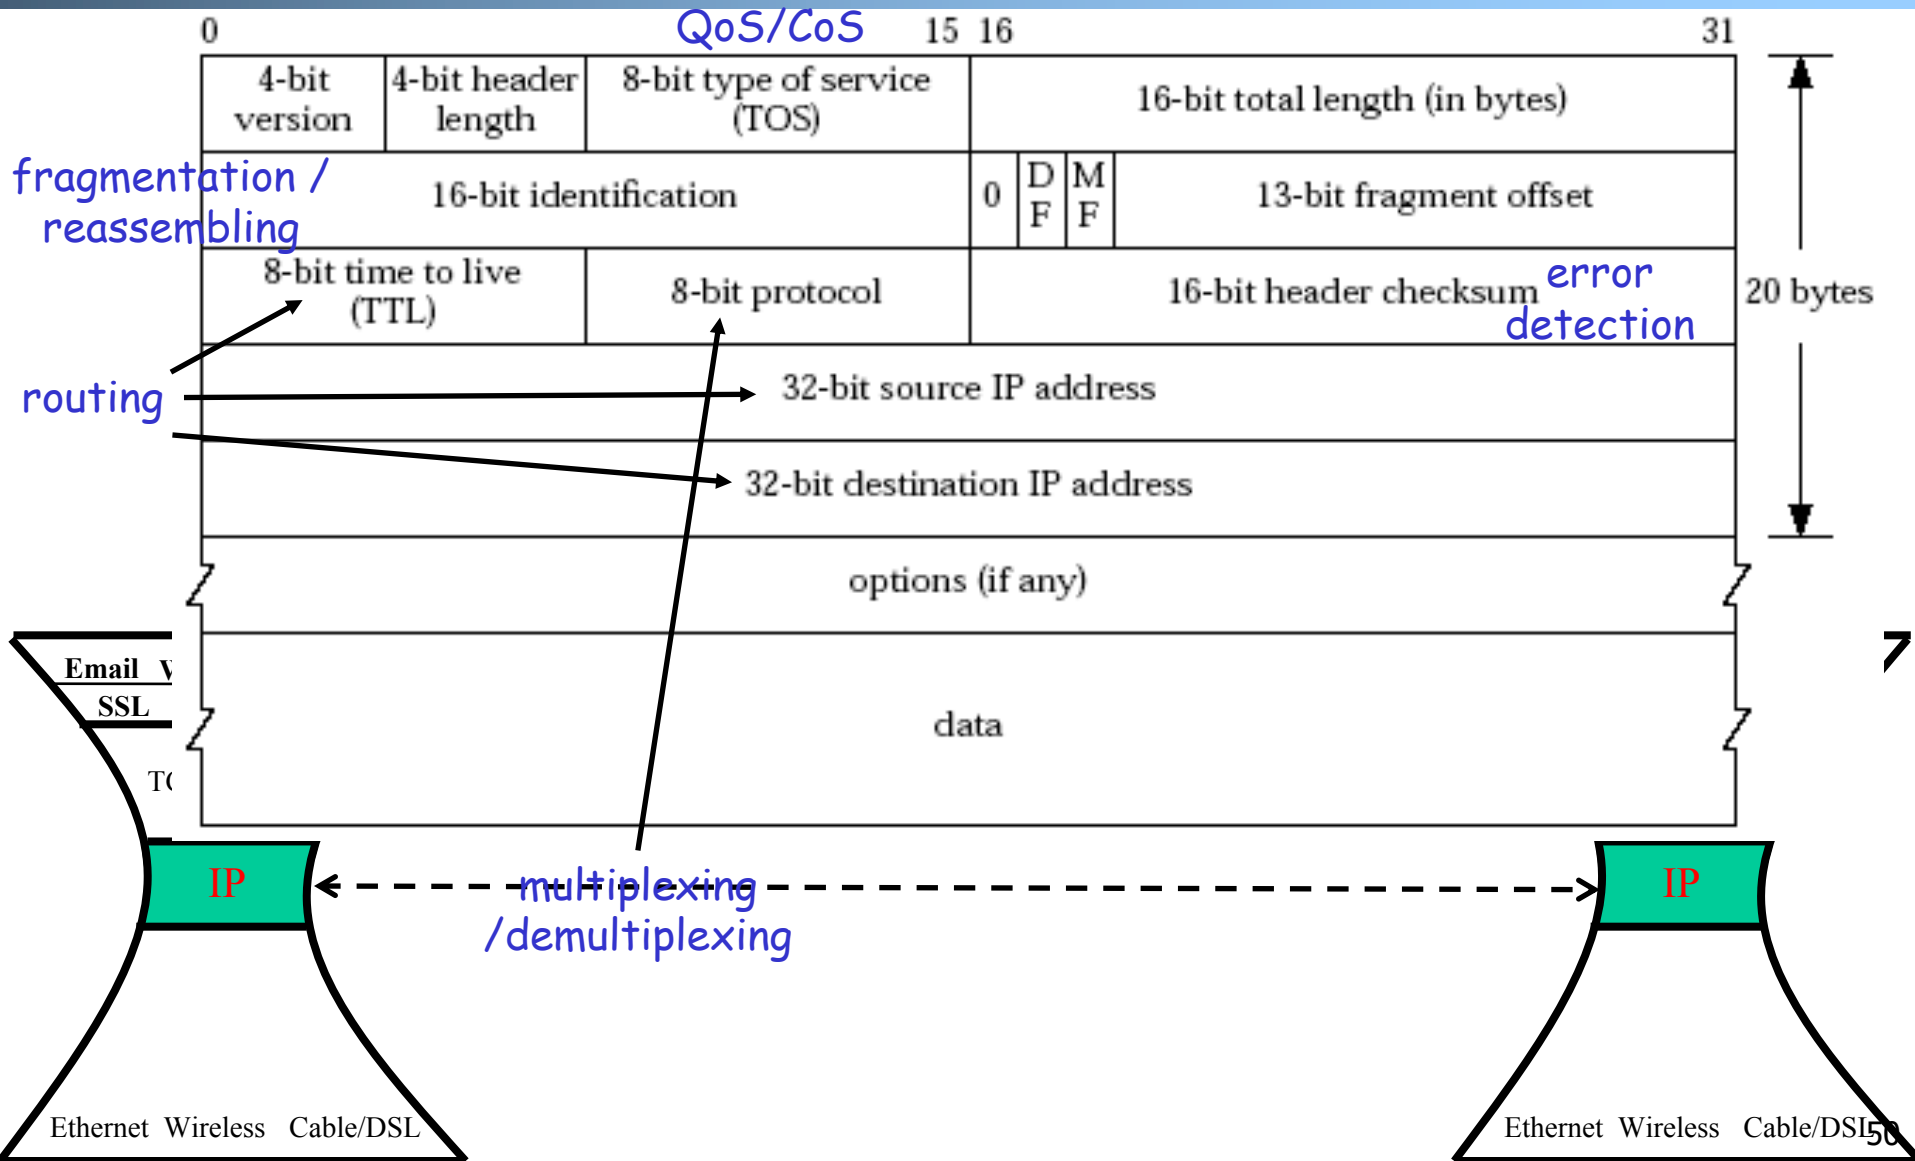 QoS/CoS
0 15 16 31
4-bit version
4-bit header length
8-bit type of service (TOS)
16-bit total length (in bytes)
fragmentation / reassembling
16-bit identification
0
DF
MF
13-bit fragment offset
8-bit time to live (TTL)
8-bit protocol
16-bit header checksum
error detection
20 bytes
routing
32-bit source IP address
32-bit destination IP address
options (if any)
Email
SSL
data
IP
multiplexing /demultiplexing
IP
Ethernet Wireless Cable/DSL
Ethernet Wireless Cable/DSL
50